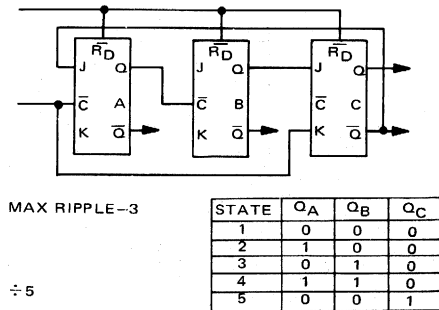 R̅D̅ R̅D̅ R̅D̅
J Q J Q J Q
C̅ A C̅ B C̅ C
K Q̅ K Q̅ K Q̅
MAX RIPPLE–3
÷5
STATE QA QB QC
1 0 0 0
2 1 0 0
3 0 1 0
4 1 1 0
5 0 0 1